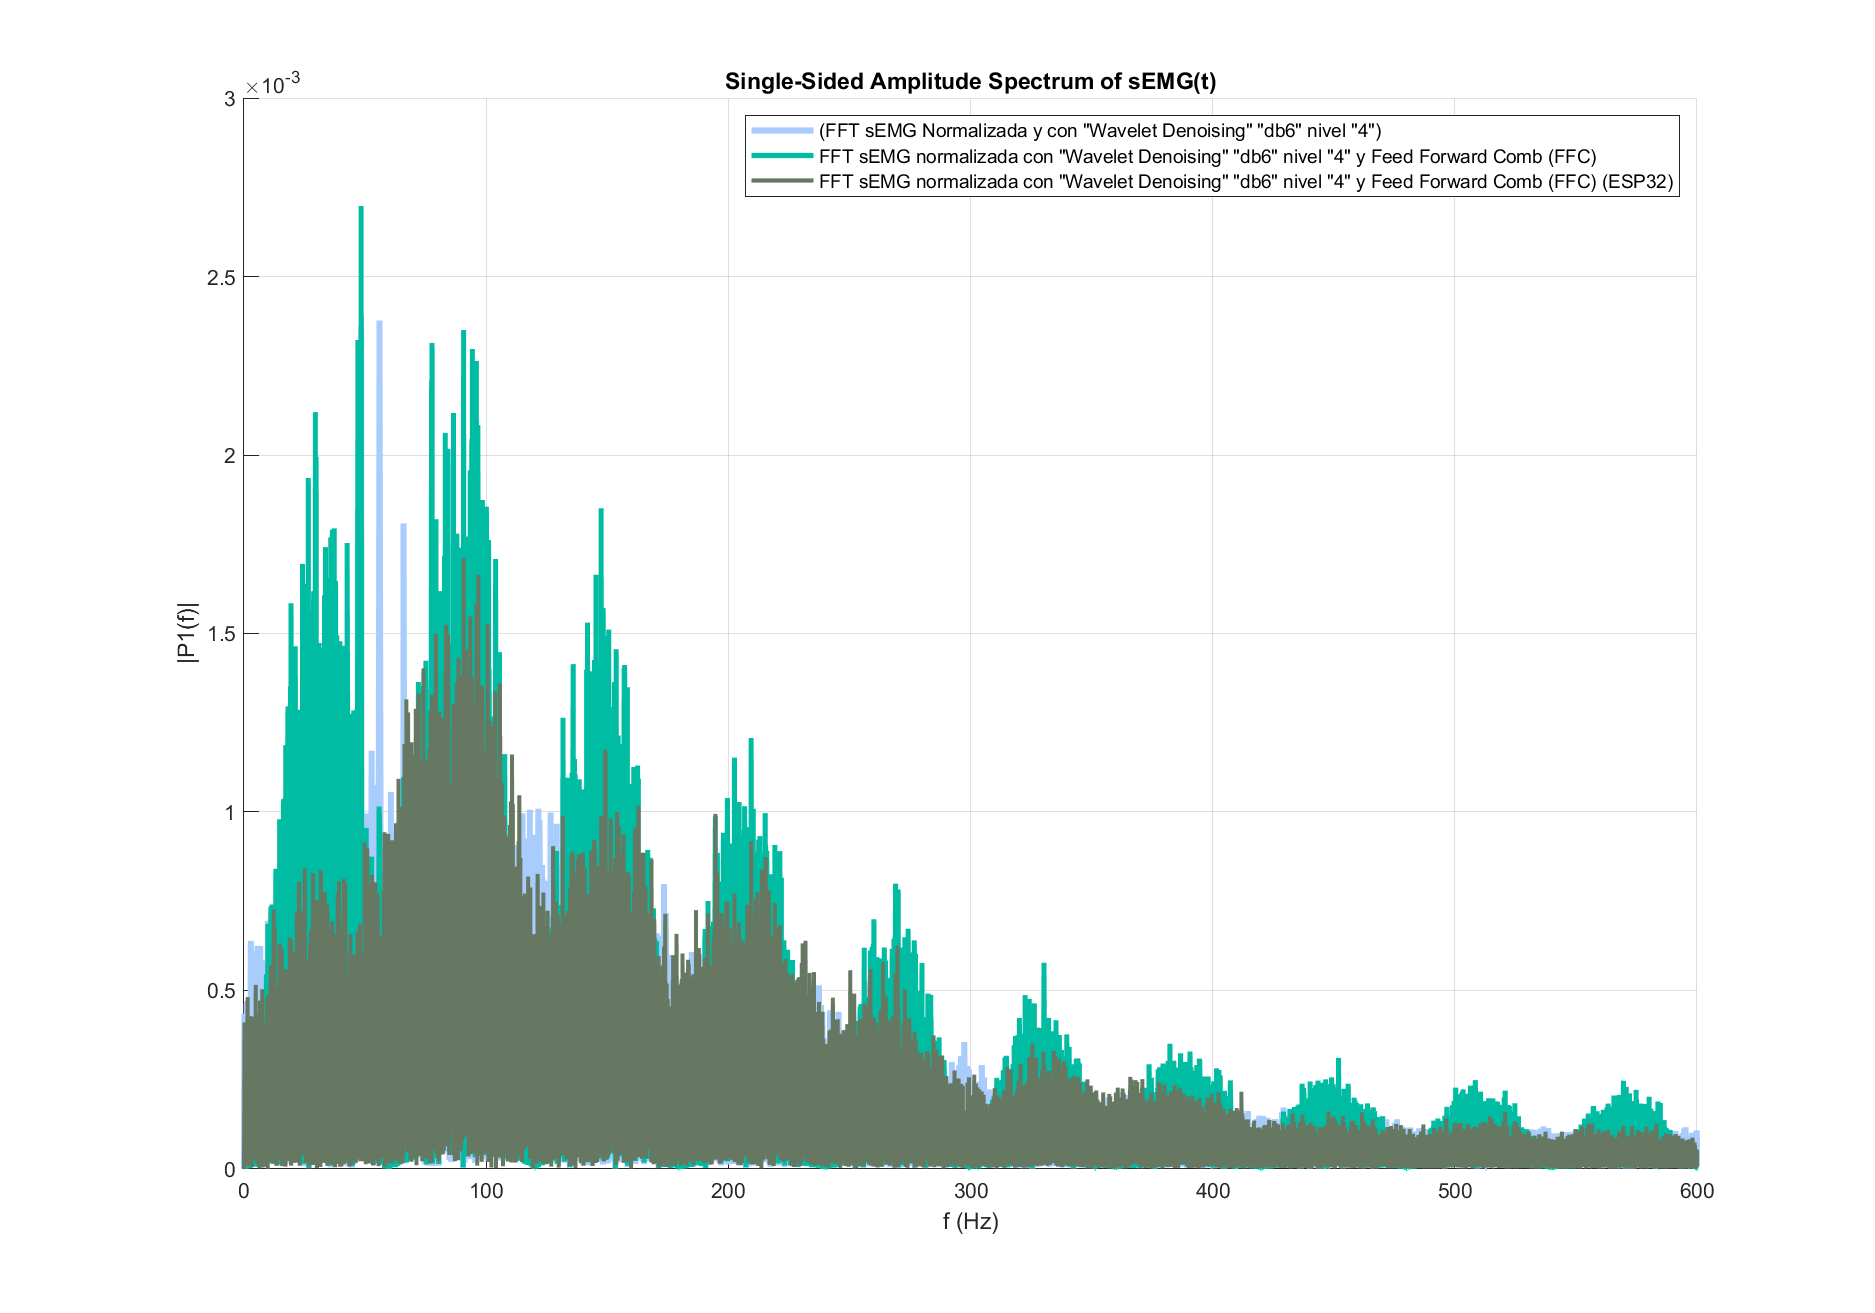 Single-Sided Amplitude Spectrum of sEMG(t)
×10-3
(FFT sEMG Normalizada y con "Wavelet Denoising" "db6" nivel "4")
FFT sEMG normalizada con "Wavelet Denoising" "db6" nivel "4" y Feed Forward Comb (FFC)
FFT sEMG normalizada con "Wavelet Denoising" "db6" nivel "4" y Feed Forward Comb (FFC) (ESP32)
3
2.5
2
1.5
1
0.5
0
|P1(f)|
0 100 200 300 400 500 600
f (Hz)